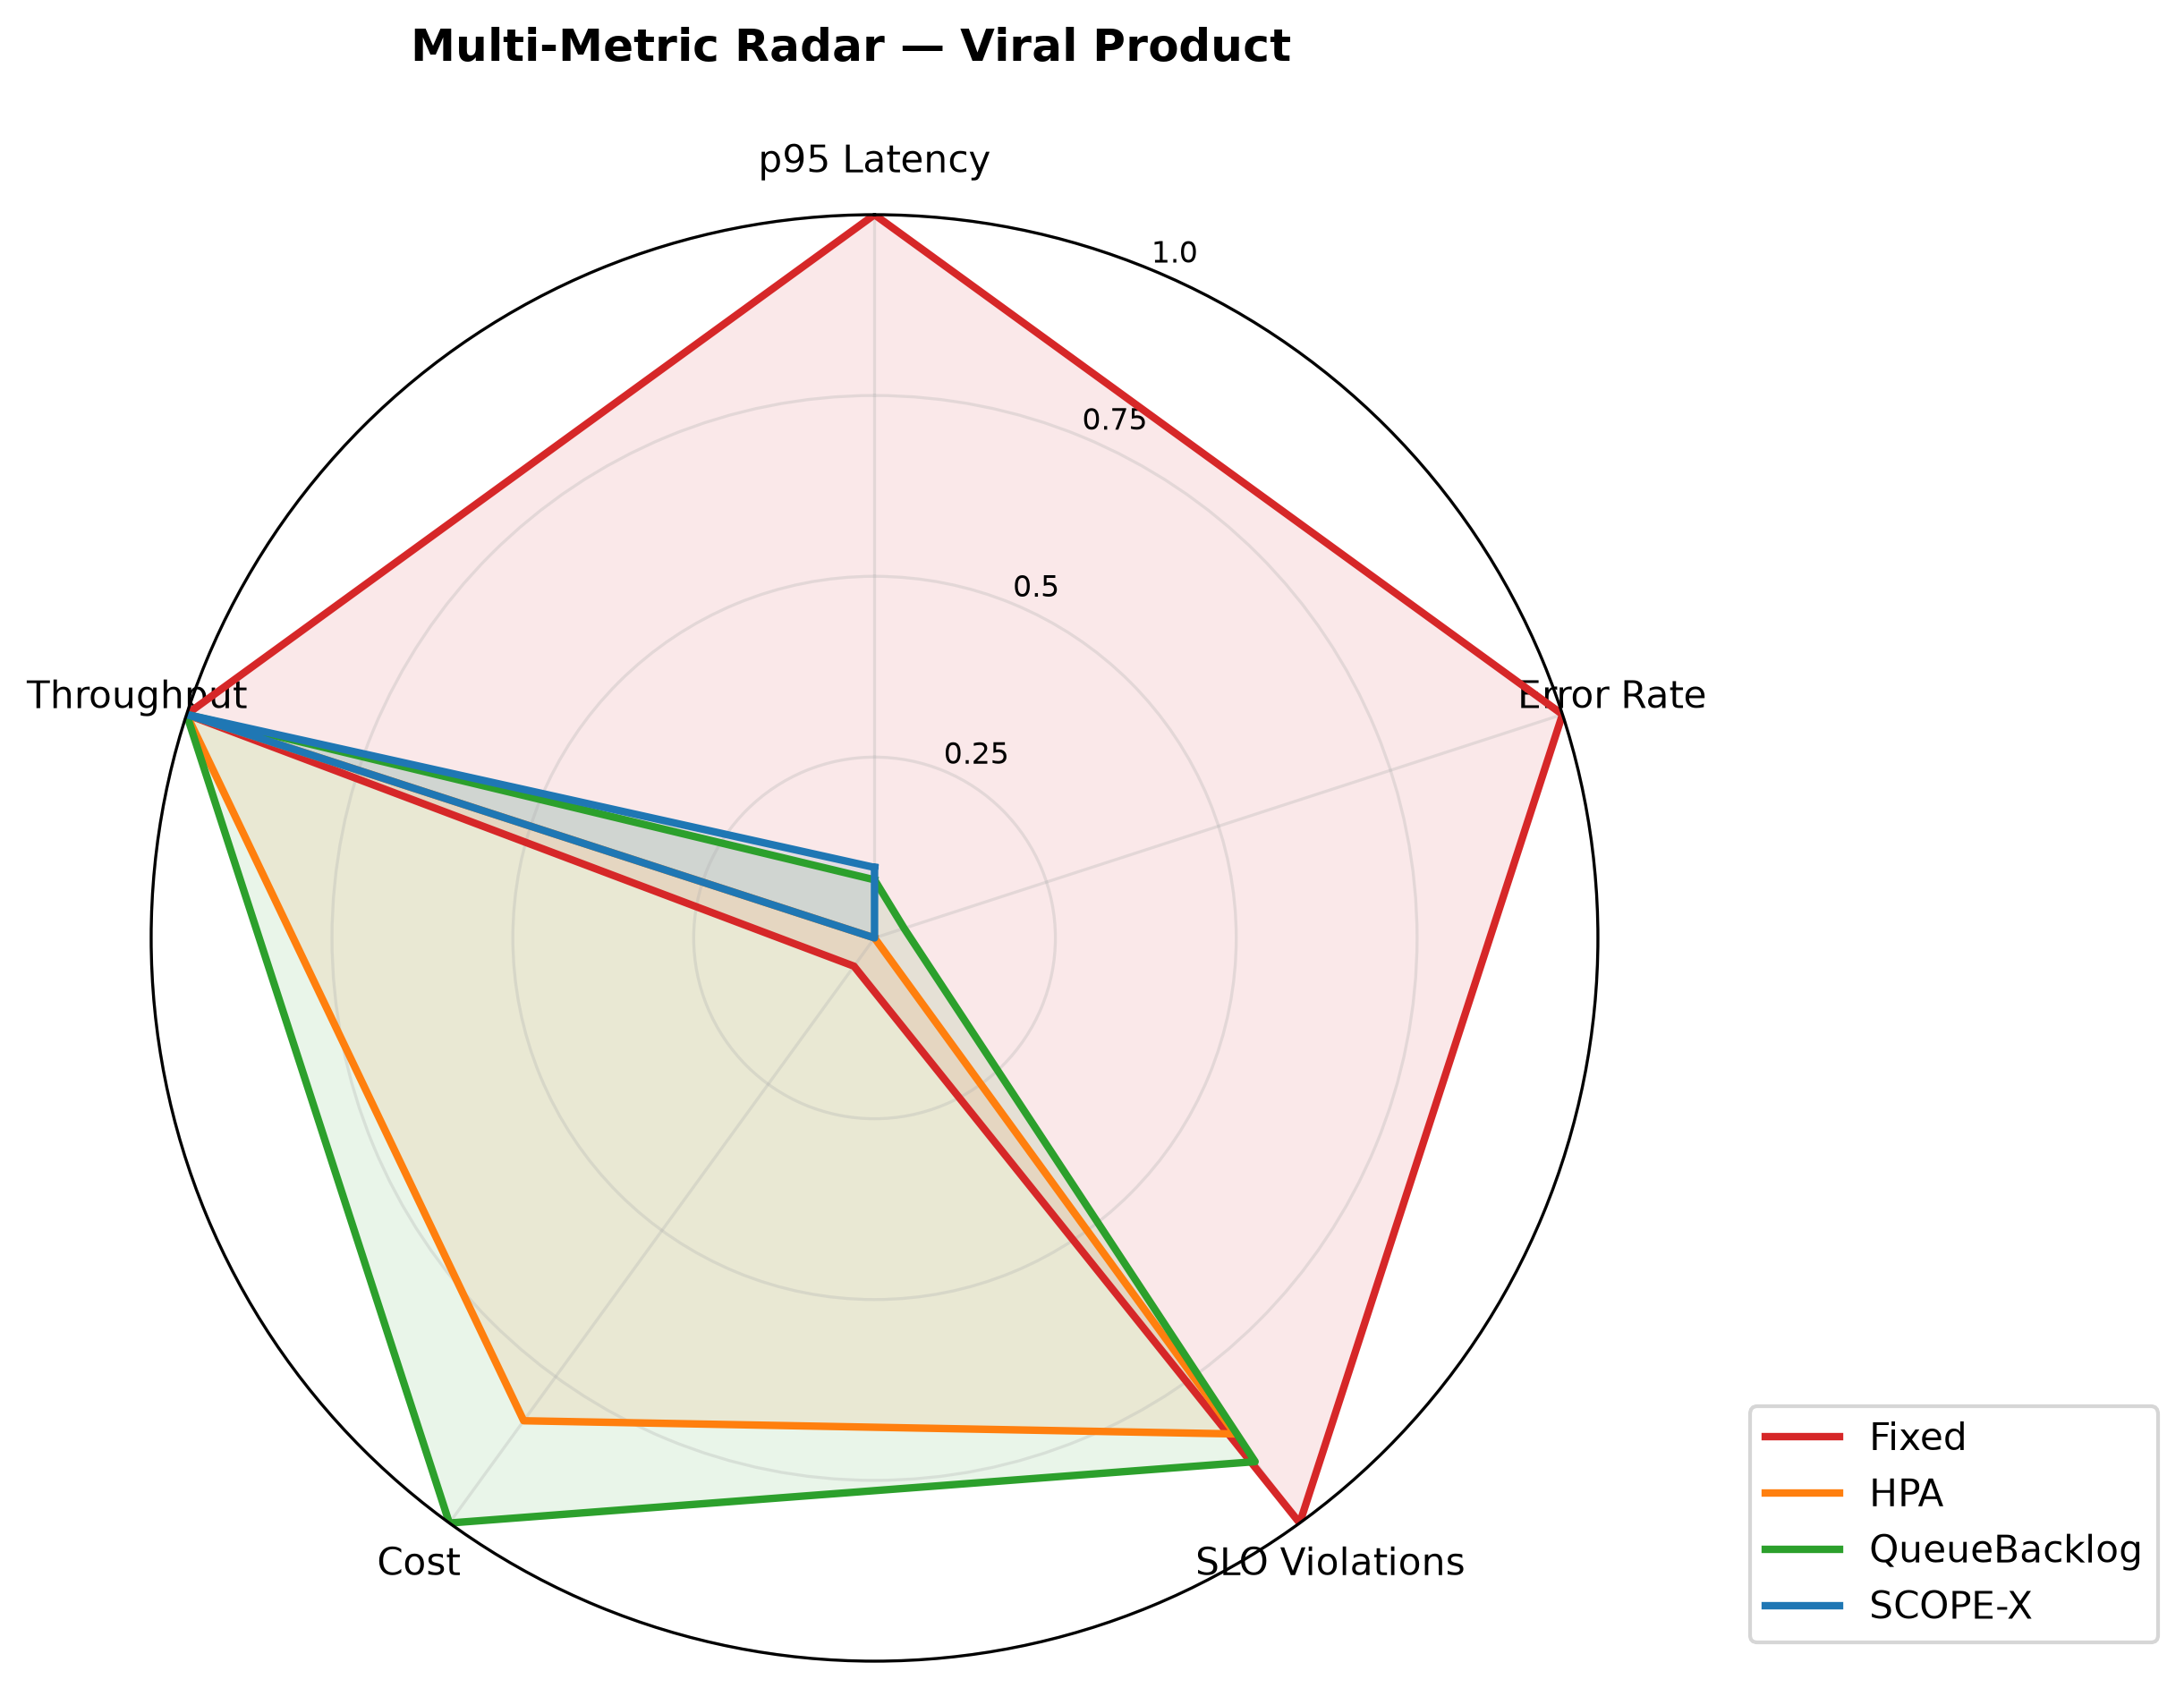 Multi-Metric Radar — Viral Product
p95 Latency
1.0
0.75
0.5
Throughput
Error Rate
0.25
Cost
SLO Violations
Fixed
HPA
QueueBacklog
SCOPE-X